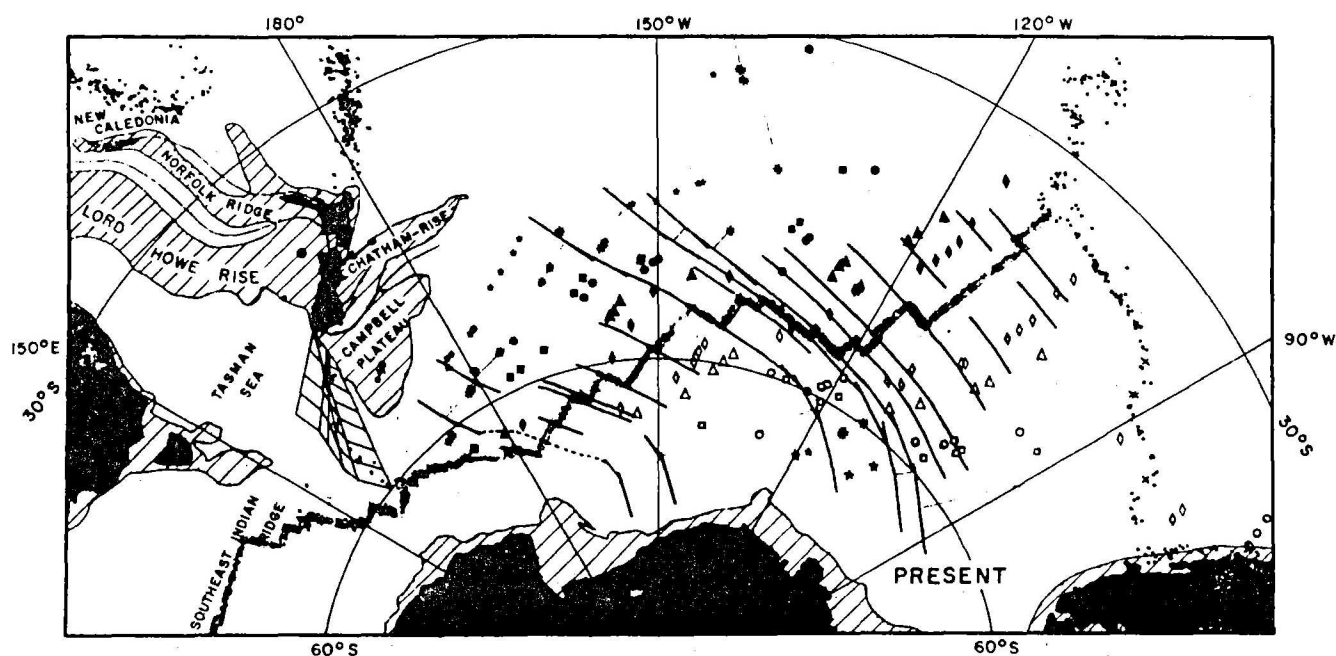 180°
150°W
120°W
NEW
CALEDONIA
NORFOLK RIDGE
LORD
HOWE RISE
CHATHAM-RISE
CAMPBELL
PLATEAU
150°E
90°W
TASMAN
SEA
30°S
30°S
SOUTHEAST INDIAN
RIDGE
PRESENT
60°S
60°S